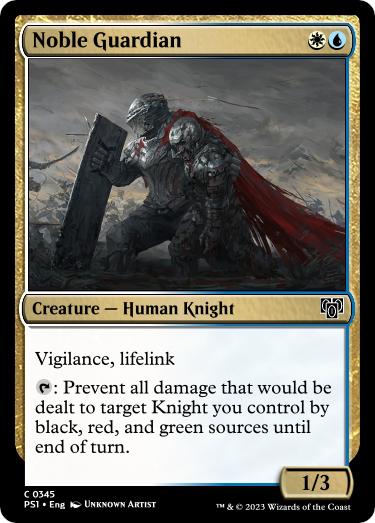 Noble Guardian
Creature — Human Knight
Vigilance, lifelink
: Prevent all damage that would be
dealt to target Knight you control by
black, red, and green sources until
end of turn.
1/3
C 0345
PS1 • Eng Unknown Artist
™ & © 2023 Wizards of the Coast